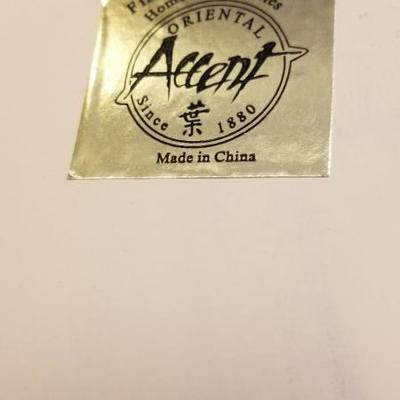 ORIENTAL
Accent
Since 1880
葉
Made in China